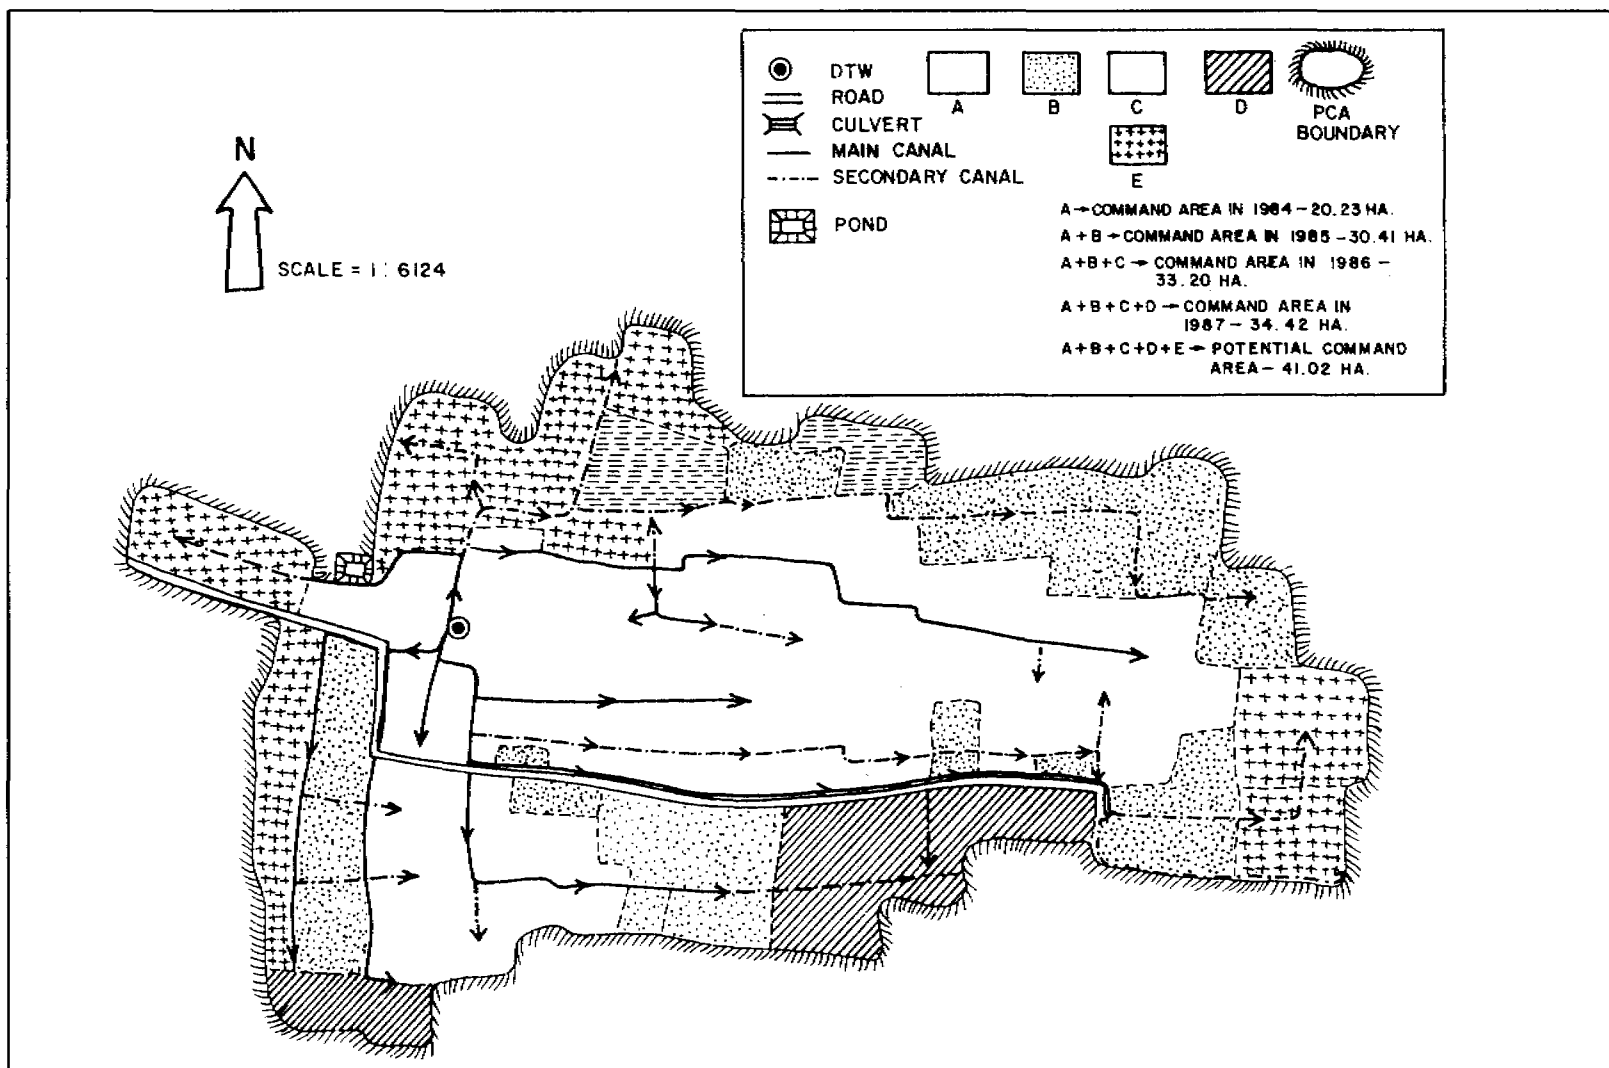 DTW
ROAD
CULVERT
MAIN CANAL
SECONDARY CANAL
POND
A B C D
PCA
BOUNDARY
E
A→COMMAND AREA IN 1984-20.23 HA.
A+B→COMMAND AREA IN 1985-30.41 HA.
A+B+C→COMMAND AREA IN 1986-
33.20 HA.
A+B+C+D→COMMAND AREA IN
1987-34.42 HA.
A+B+C+D+E→POTENTIAL COMMAND
AREA-41.02 HA.
N
SCALE = 1:6124